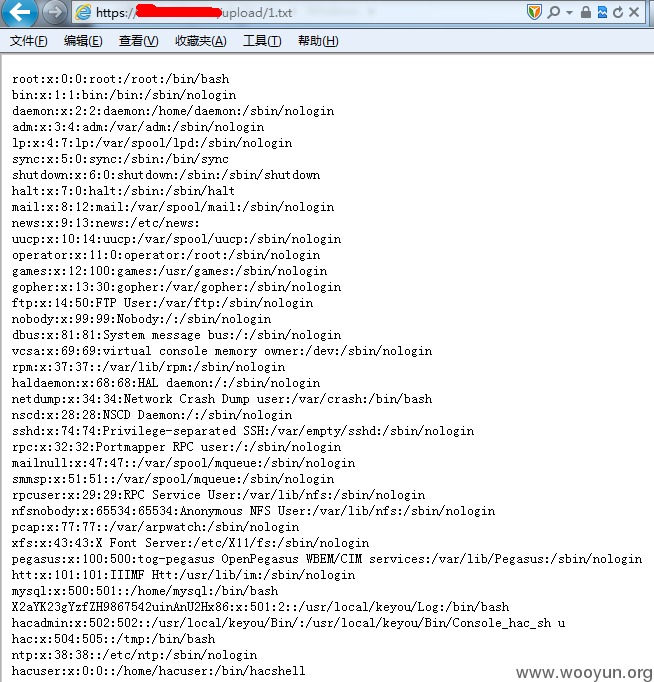 https:/ /upload/1.txt
文件(F) 编辑(E) 查看(V) 收藏夹(A) 工具(T) 帮助(H)
root:x:0:0:root:/root:/bin/bash
bin:x:1:1:bin:/bin:/sbin/nologin
daemon:x:2:2:daemon:/home/daemon:/sbin/nologin
adm:x:3:4:adm:/var/adm:/sbin/nologin
lp:x:4:7:lp:/var/spool/lpd:/sbin/nologin
sync:x:5:0:sync:/sbin:/bin/sync
shutdown:x:6:0:shutdown:/sbin:/sbin/shutdown
halt:x:7:0:halt:/sbin:/sbin/halt
mail:x:8:12:mail:/var/spool/mail:/sbin/nologin
news:x:9:13:news:/etc/news:
uucp:x:10:14:uucp:/var/spool/uucp:/sbin/nologin
operator:x:11:0:operator:/root:/sbin/nologin
games:x:12:100:games:/usr/games:/sbin/nologin
gopher:x:13:30:gopher:/var/gopher:/sbin/nologin
ftp:x:14:50:FTP User:/var/ftp:/sbin/nologin
nobody:x:99:99:Nobody:/:/sbin/nologin
dbus:x:81:81:System message bus:/:/sbin/nologin
vcsa:x:69:69:virtual console memory owner:/dev:/sbin/nologin
rpm:x:37:37::/var/lib/rpm:/sbin/nologin
haldaemon:x:68:68:HAL daemon:/:/sbin/nologin
netdump:x:34:34:Network Crash Dump user:/var/crash:/bin/bash
nscd:x:28:28:NSCD Daemon:/:/sbin/nologin
sshd:x:74:74:Privilege-separated SSH:/var/empty/sshd:/sbin/nologin
rpc:x:32:32:Portmapper RPC user:/:/sbin/nologin
mailnull:x:47:47::/var/spool/mqueue:/sbin/nologin
smmsp:x:51:51::/var/spool/mqueue:/sbin/nologin
rpcuser:x:29:29:RPC Service User:/var/lib/nfs:/sbin/nologin
nfsnobody:x:65534:65534:Anonymous NFS User:/var/lib/nfs:/sbin/nologin
pcap:x:77:77::/var/arpwatch:/sbin/nologin
xfs:x:43:43:X Font Server:/etc/X11/fs:/sbin/nologin
pegasus:x:100:500:tog-pegasus OpenPegasus WBEM/CIM services:/var/lib/Pegasus:/sbin/nologin
htt:x:101:101:IIIMF Htt:/usr/lib/im:/sbin/nologin
mysql:x:500:501::/home/mysql:/bin/bash
X2aYK23gYzfZH9867542uinAnU2Hx86:x:501:2::/usr/local/keyou/Log:/bin/bash
hacadmin:x:502:502::/usr/local/keyou/Bin/:/usr/local/keyou/Bin/Console_hac_sh u
hac:x:504:505::/tmp:/bin/bash
ntp:x:38:38::/etc/ntp:/sbin/nologin
hacuser:x:0:0::/home/hacuser:/bin/hacshell
www.wooyun.org